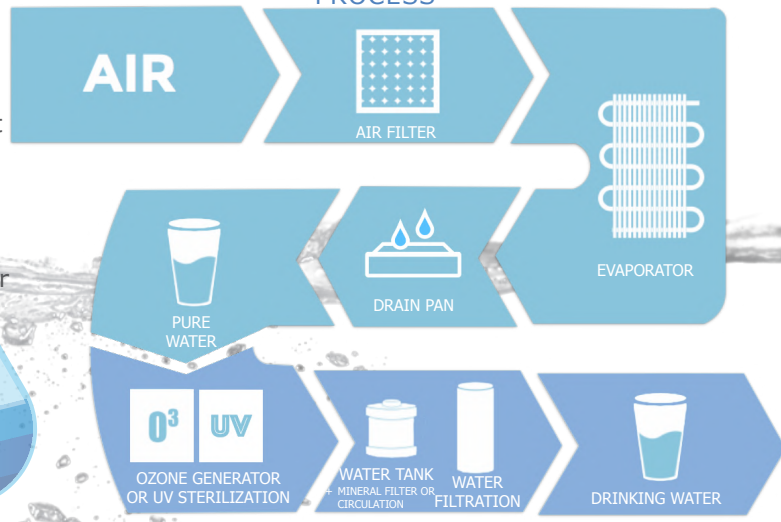 PROCESS
AIR
AIR FILTER
EVAPORATOR
DRAIN PAN
PURE
WATER
O³
UV
OZONE GENERATOR
OR UV STERILIZATION
WATER TANK
+ MINERAL FILTER OR
CIRCULATION
WATER
FILTRATION
DRINKING WATER